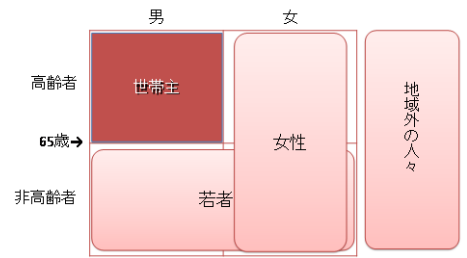 男 女
高齢者
世帯主
65歳→
女性
非高齢者
若者
地域外の人々